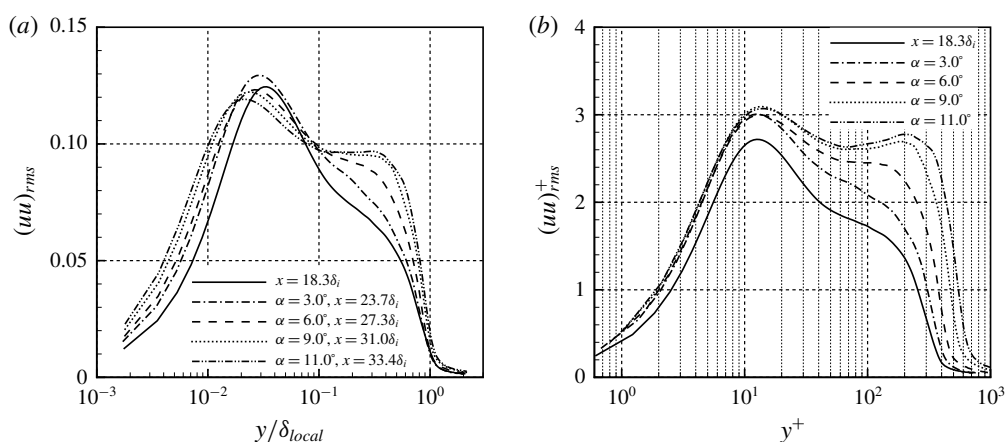 (a)
0.15
0.10
0.05
0
(uu)rms
x = 18.3δi
α = 3.0°, x = 23.7δi
α = 6.0°, x = 27.3δi
α = 9.0°, x = 31.0δi
α = 11.0°, x = 33.4δi
10⁻³
10⁻²
10⁻¹
10⁰
y/δlocal
(b)
4
3
2
1
0
(uu)⁺rms
x = 18.3δi
α = 3.0°
α = 6.0°
α = 9.0°
α = 11.0°
10⁰
10¹
10²
10³
y⁺